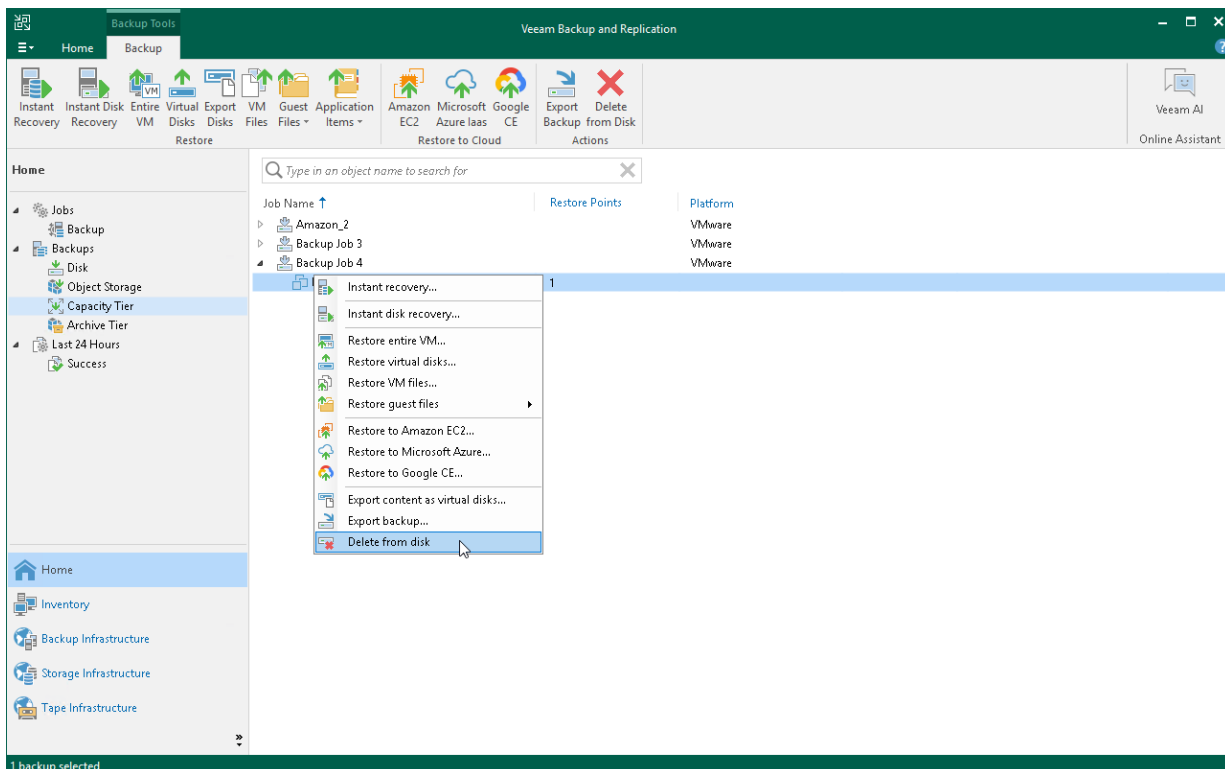 Backup Tools
Veeam Backup and Replication
Home Backup
Instant Recovery
Instant Disk Recovery
Entire VM
Virtual Disks
Export Disks
VM Files
Guest Files
Application Items
Restore
Amazon EC2
Microsoft Azure Iaas
Google CE
Restore to Cloud
Export Backup
Delete from Disk
Actions
Veeam AI
Online Assistant
Home
Type in an object name to search for
Jobs
Backup
Backups
Disk
Object Storage
Capacity Tier
Archive Tier
Last 24 Hours
Success
Job Name Restore Points Platform
Amazon_2 VMware
Backup Job 3 VMware
Backup Job 4 VMware
1
Instant recovery...
Instant disk recovery...
Restore entire VM...
Restore virtual disks...
Restore VM files...
Restore guest files
Restore to Amazon EC2...
Restore to Microsoft Azure...
Restore to Google CE...
Export content as virtual disks...
Export backup...
Delete from disk
Home
Inventory
Backup Infrastructure
Storage Infrastructure
Tape Infrastructure
1 backup selected